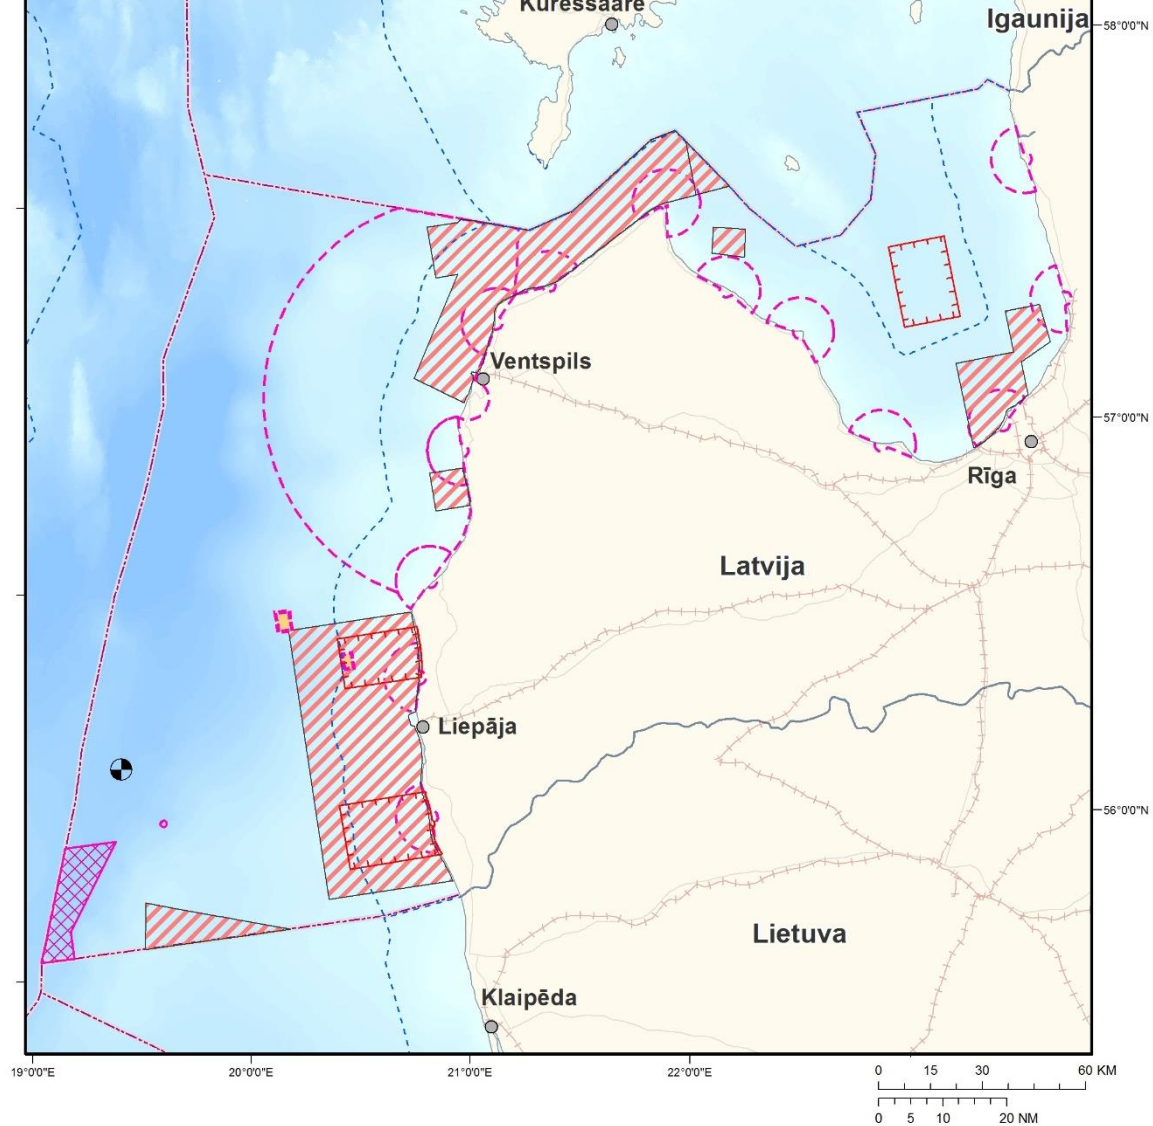 Kuressaare
Igaunija
58°0'0"N
Ventspils
57°0'0"N
Rīga
Latvija
Liepāja
56°0'0"N
Lietuva
Klaipēda
19°0'0"E
20°0'0"E
21°0'0"E
22°0'0"E
0 15 30 60 KM
0 5 10 20 NM